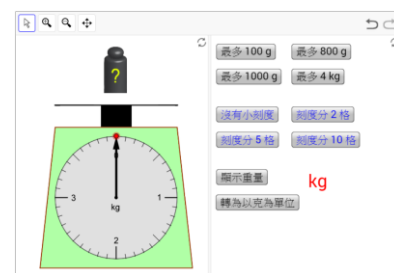 最多 100 g 最多 800 g
最多 1000 g 最多 4 kg
?
沒有小刻度 刻度分 2 格
刻度分 5 格 刻度分 10 格
顯示重量 kg
轉為以克為單位
3 1
kg
2